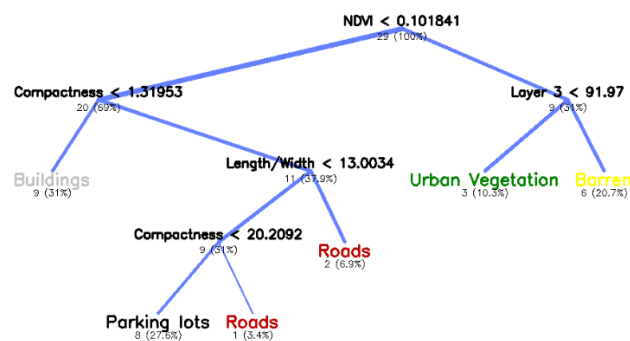 NDVI < 0.101841
29 (100%)
Compactness < 1.31953
20 (69%)
Layer 3 < 91.97
9 (31%)
Buildings
9 (31%)
Length/Width < 13.0034
11 (37.9%)
Urban Vegetation
3 (10.3%)
Barren
6 (20.7%)
Compactness < 20.2092
9 (31%)
Roads
2 (6.9%)
Parking lots
8 (27.6%)
Roads
1 (3.4%)